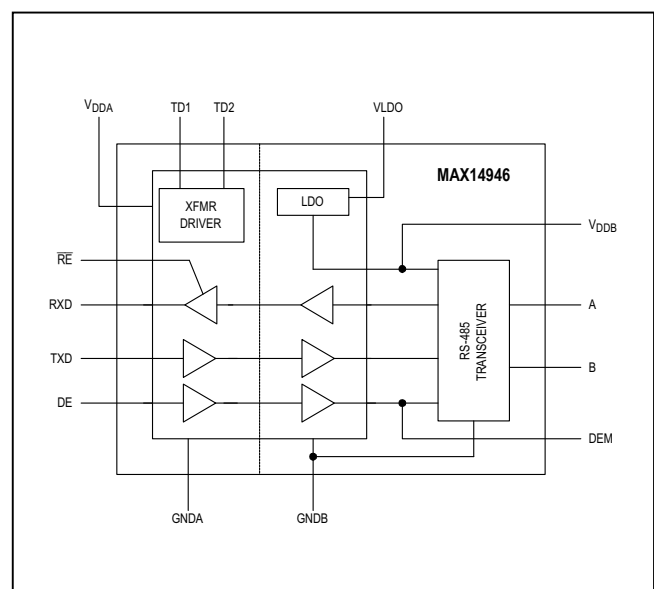 VDDA
TD1
TD2
VLDO
MAX14946
XFMR
DRIVER
LDO
VDDB
RE
RXD
A
RS-485
TRANSCEIVER
TXD
B
DE
DEM
GNDA
GNDB